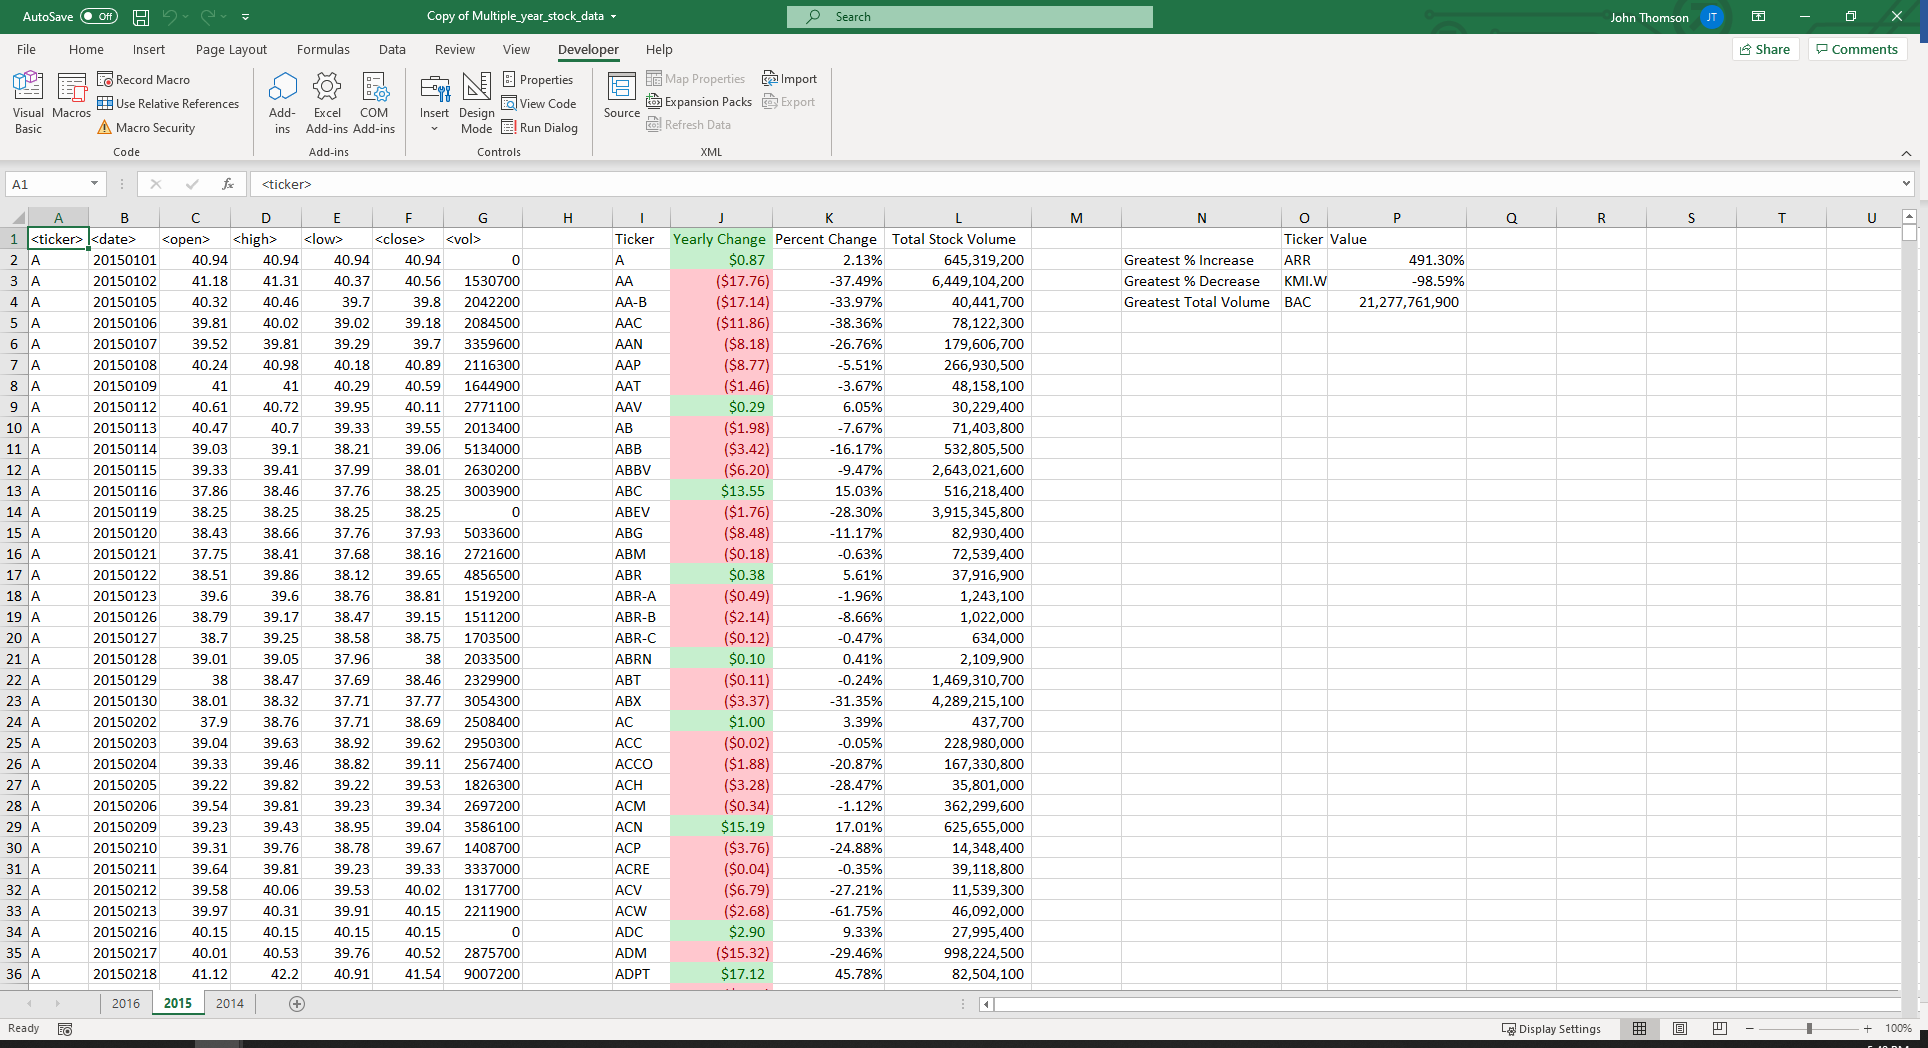 AutoSave Off Copy of Multiple_year_stock_data Search John Thomson JT
File Home Insert Page Layout Formulas Data Review View Developer Help Share Comments
Visual Basic Macros Record Macro Use Relative References Macro Security Code
Add-ins Excel Add-ins COM Add-ins Add-ins
Insert Design Mode Properties View Code Run Dialog Controls
Source Map Properties Expansion Packs Refresh Data Import Export XML
A1 fx <ticker>
A B C D E F G H I J K L M N O P Q R S T U
1 <ticker> <date> <open> <high> <low> <close> <vol> Ticker Yearly Change Percent Change Total Stock Volume Ticker Value
2 A 20150101 40.94 40.94 40.94 40.94 0 A $0.87 2.13% 645,319,200 Greatest % Increase ARR 491.30%
3 A 20150102 41.18 41.31 40.37 40.56 1530700 AA ($17.76) -37.49% 6,449,104,200 Greatest % Decrease KMI.W -98.59%
4 A 20150105 40.32 40.46 39.7 39.8 2042200 AA-B ($17.14) -33.97% 40,441,700 Greatest Total Volume BAC 21,277,761,900
5 A 20150106 39.81 40.02 39.02 39.18 2084500 AAC ($11.86) -38.36% 78,122,300
6 A 20150107 39.52 39.81 39.29 39.7 3359600 AAN ($8.18) -26.76% 179,606,700
7 A 20150108 40.24 40.98 40.18 40.89 2116300 AAP ($8.77) -5.51% 266,930,500
8 A 20150109 41 41 40.29 40.59 1644900 AAT ($1.46) -3.67% 48,158,100
9 A 20150112 40.61 40.72 39.95 40.11 2771100 AAV $0.29 6.05% 30,229,400
10 A 20150113 40.47 40.7 39.33 39.55 2013400 AB ($1.98) -7.67% 71,403,800
11 A 20150114 39.03 39.1 38.21 39.06 5134000 ABB ($3.42) -16.17% 532,805,500
12 A 20150115 39.33 39.41 37.99 38.01 2630200 ABBV ($6.20) -9.47% 2,643,021,600
13 A 20150116 37.86 38.46 37.76 38.25 3003900 ABC $13.55 15.03% 516,218,400
14 A 20150119 38.25 38.25 38.25 38.25 0 ABEV ($1.76) -28.30% 3,915,345,800
15 A 20150120 38.43 38.66 37.76 37.93 5033600 ABG ($8.48) -11.17% 82,930,400
16 A 20150121 37.75 38.41 37.68 38.16 2721600 ABM ($0.18) -0.63% 72,539,400
17 A 20150122 38.51 39.86 38.12 39.65 4856500 ABR $0.38 5.61% 37,916,900
18 A 20150123 39.6 39.6 38.76 38.81 1519200 ABR-A ($0.49) -1.96% 1,243,100
19 A 20150126 38.79 39.17 38.47 39.15 1511200 ABR-B ($2.14) -8.66% 1,022,000
20 A 20150127 38.7 39.25 38.58 38.75 1703500 ABR-C ($0.12) -0.47% 634,000
21 A 20150128 39.01 39.05 37.96 38 2033500 ABRN $0.10 0.41% 2,109,900
22 A 20150129 38 38.47 37.69 38.46 2329900 ABT ($0.11) -0.24% 1,469,310,700
23 A 20150130 38.01 38.32 37.71 37.77 3054300 ABX ($3.37) -31.35% 4,289,215,100
24 A 20150202 37.9 38.76 37.71 38.69 2508400 AC $1.00 3.39% 437,700
25 A 20150203 39.04 39.63 38.92 39.62 2950300 ACC ($0.02) -0.05% 228,980,000
26 A 20150204 39.33 39.46 38.82 39.11 2567400 ACCO ($1.88) -20.87% 167,330,800
27 A 20150205 39.22 39.82 39.22 39.53 1826300 ACH ($3.28) -28.47% 35,801,000
28 A 20150206 39.54 39.81 39.23 39.34 2697200 ACM ($0.34) -1.12% 362,299,600
29 A 20150209 39.23 39.43 38.95 39.04 3586100 ACN $15.19 17.01% 625,655,000
30 A 20150210 39.31 39.76 38.78 39.67 1408700 ACP ($3.76) -24.88% 14,348,400
31 A 20150211 39.64 39.81 39.23 39.33 3337000 ACRE ($0.04) -0.35% 39,118,800
32 A 20150212 39.58 40.06 39.53 40.02 1317700 ACV ($6.79) -27.21% 11,539,300
33 A 20150213 39.97 40.31 39.91 40.15 2211900 ACW ($2.68) -61.75% 46,092,000
34 A 20150216 40.15 40.15 40.15 40.15 0 ADC $2.90 9.33% 27,995,400
35 A 20150217 40.01 40.53 39.76 40.52 2875700 ADM ($15.32) -29.46% 998,224,500
36 A 20150218 41.12 42.2 40.91 41.54 9007200 ADPT $17.12 45.78% 82,504,100
2016 2015 2014
Ready Display Settings 100%